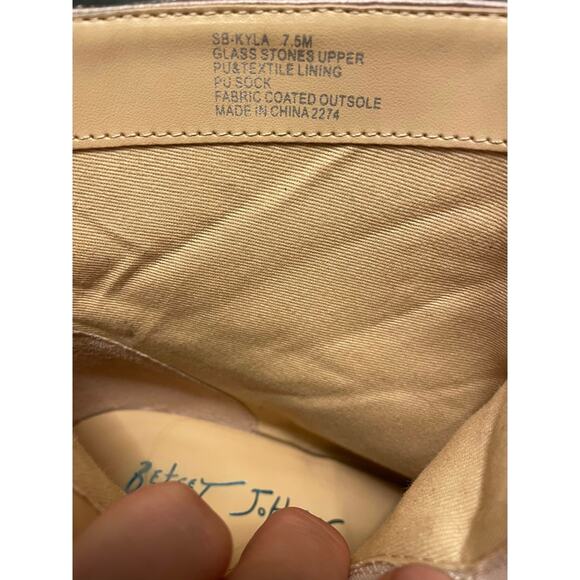 SB-KYLA 7.5M
GLASS STONES UPPER
PU&TEXTILE LINING
PU SOCK
FABRIC COATED OUTSOLE
MADE IN CHINA 2274
BETSEY